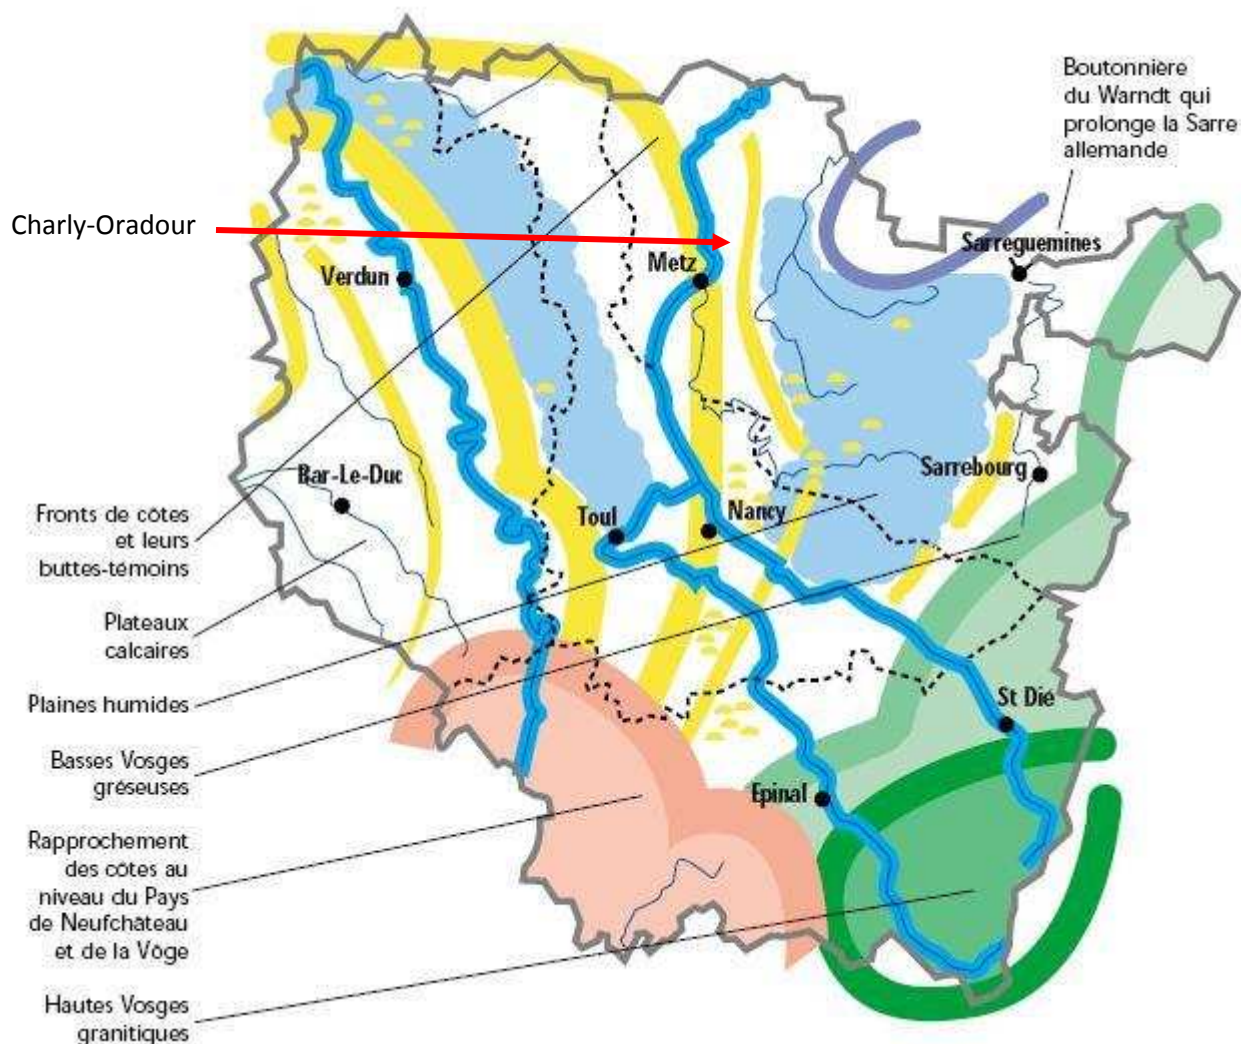 Boutonnière
du Warndt qui
prolonge la Sarre
allemande
Charly-Oradour
Sarreguemines
Metz
Verdun
Bar-Le-Duc
Sarrebourg
Toul
Nancy
Fronts de côtes
et leurs
buttes-témoins
Plateaux
calcaires
Plaines humides
St Dié
Basses Vosges
gréseuses
Epinal
Rapprochement
des côtes au
niveau du Pays
de Neufchâteau
et de la Vôge
Hautes Vosges
granitiques